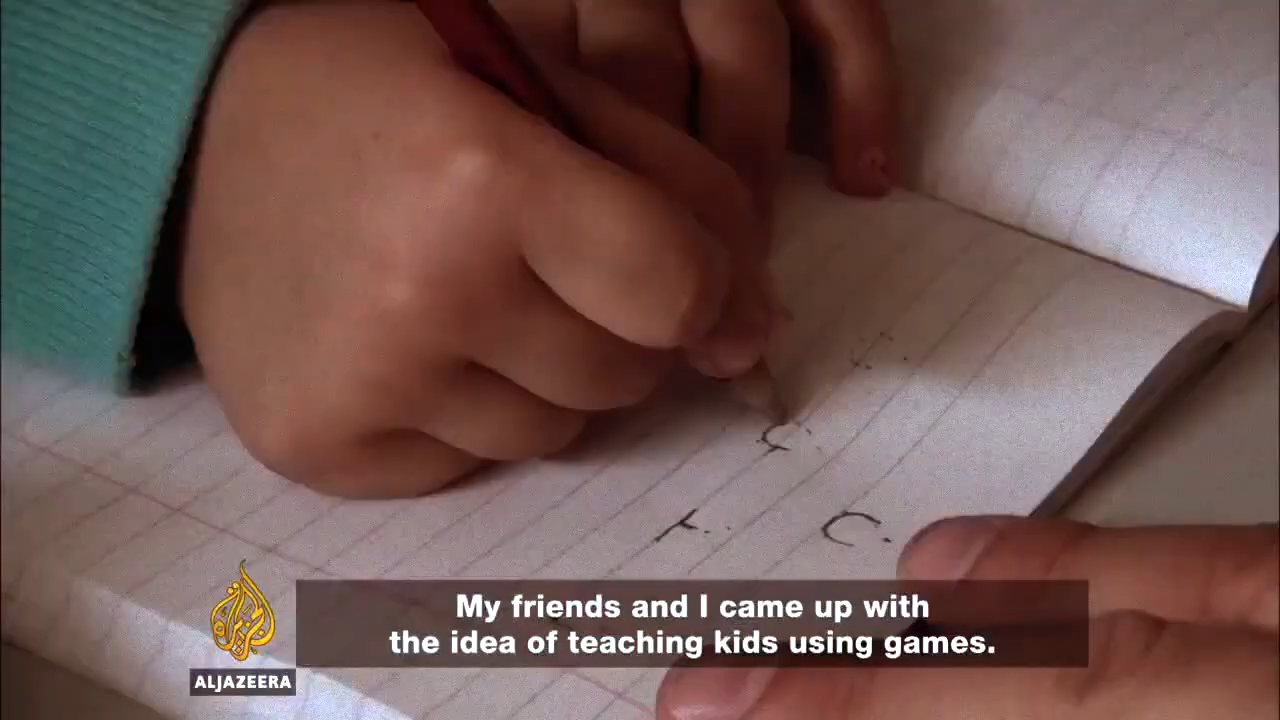 My friends and I came up with
the idea of teaching kids using games.
الجزيرة
ALJAZEERA